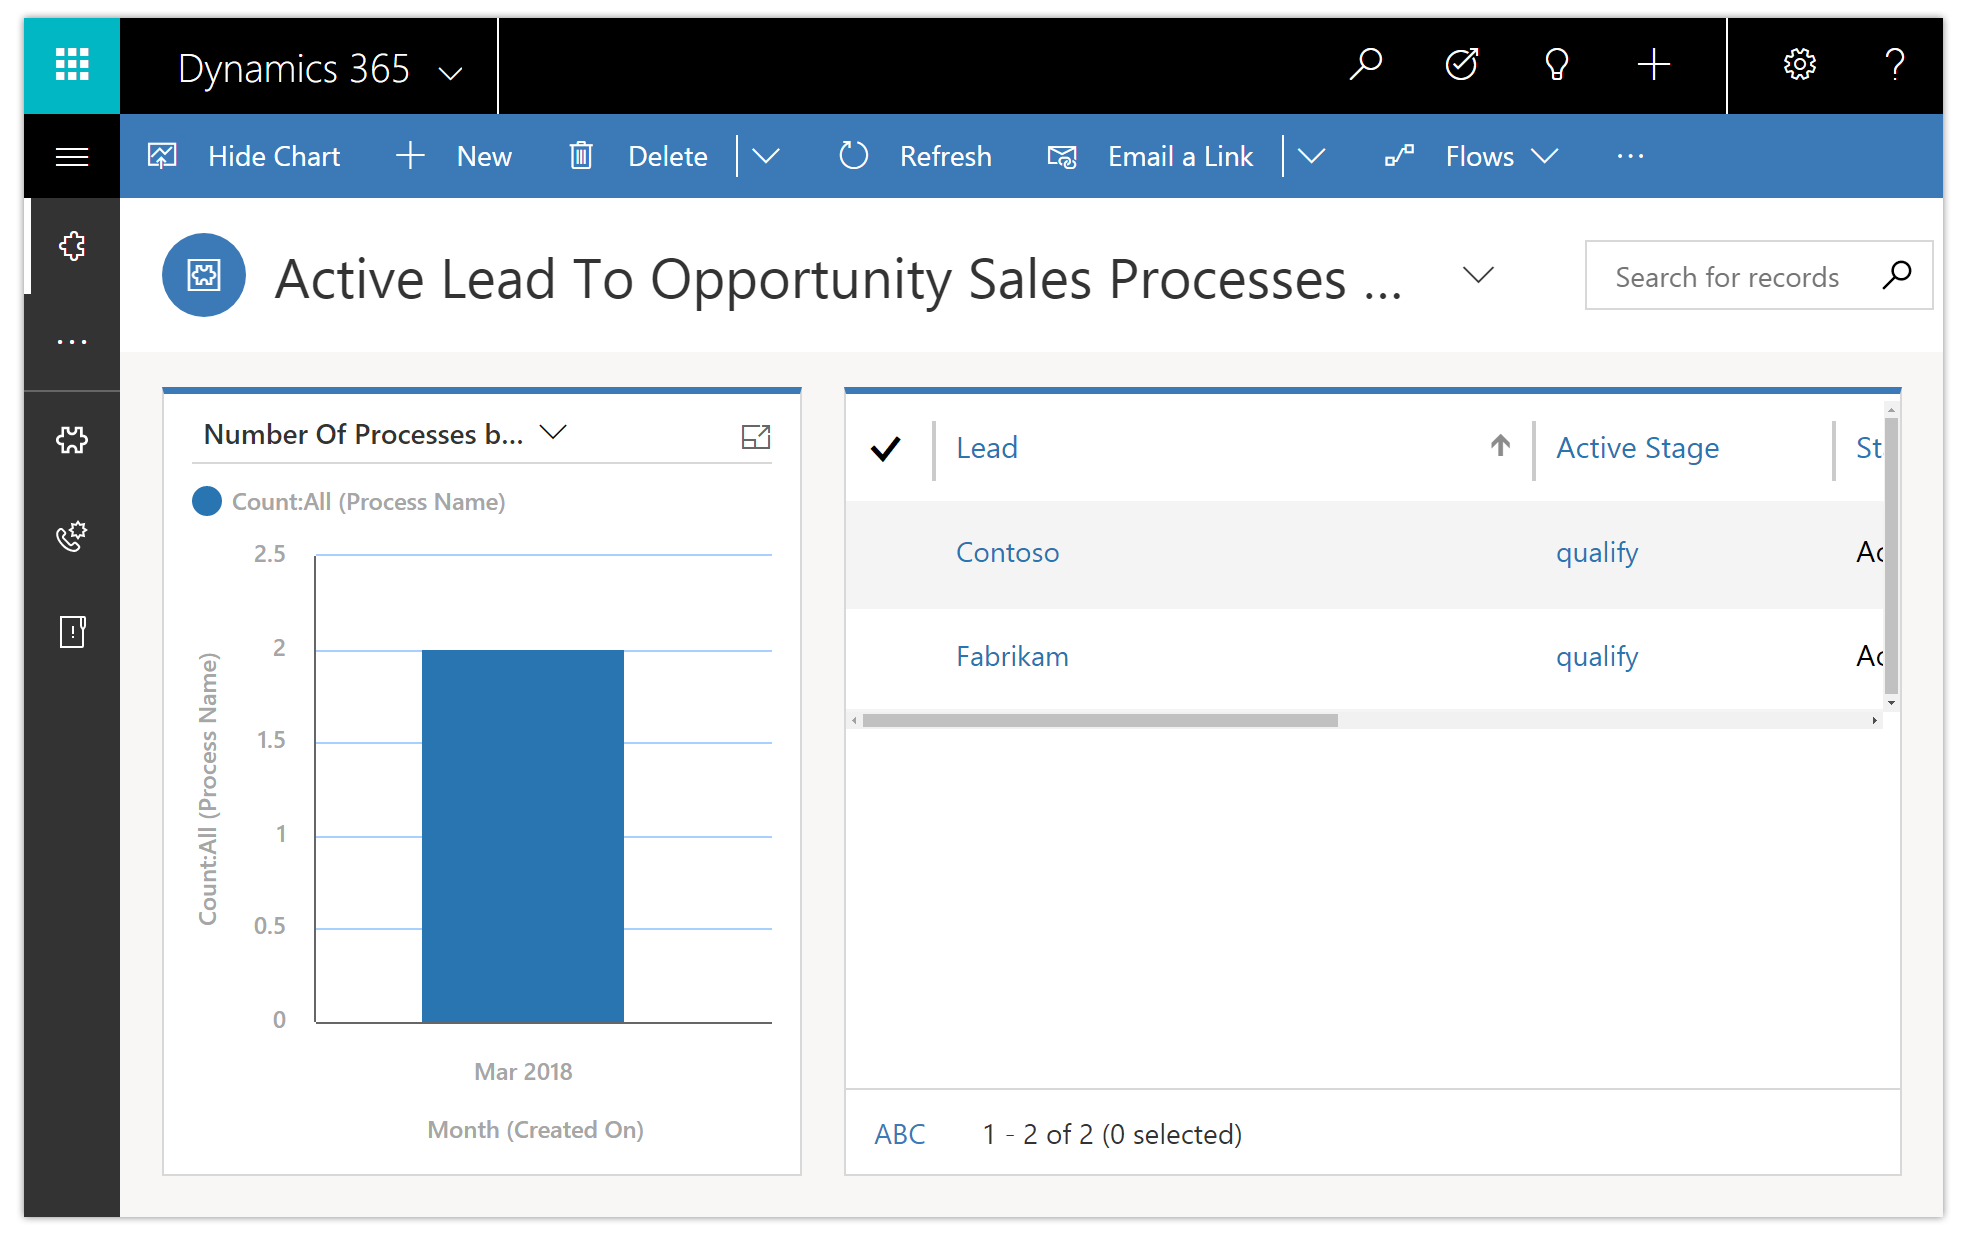 Dynamics 365
Hide Chart New Delete Refresh Email a Link Flows ...
Active Lead To Opportunity Sales Processes ...
Search for records
Number Of Processes b...
Count:All (Process Name)
2.5
2
1.5
1
0.5
0
Count:All (Process Name)
Mar 2018
Month (Created On)
Lead Active Stage St
Contoso qualify Ac
Fabrikam qualify Ac
ABC 1 - 2 of 2 (0 selected)